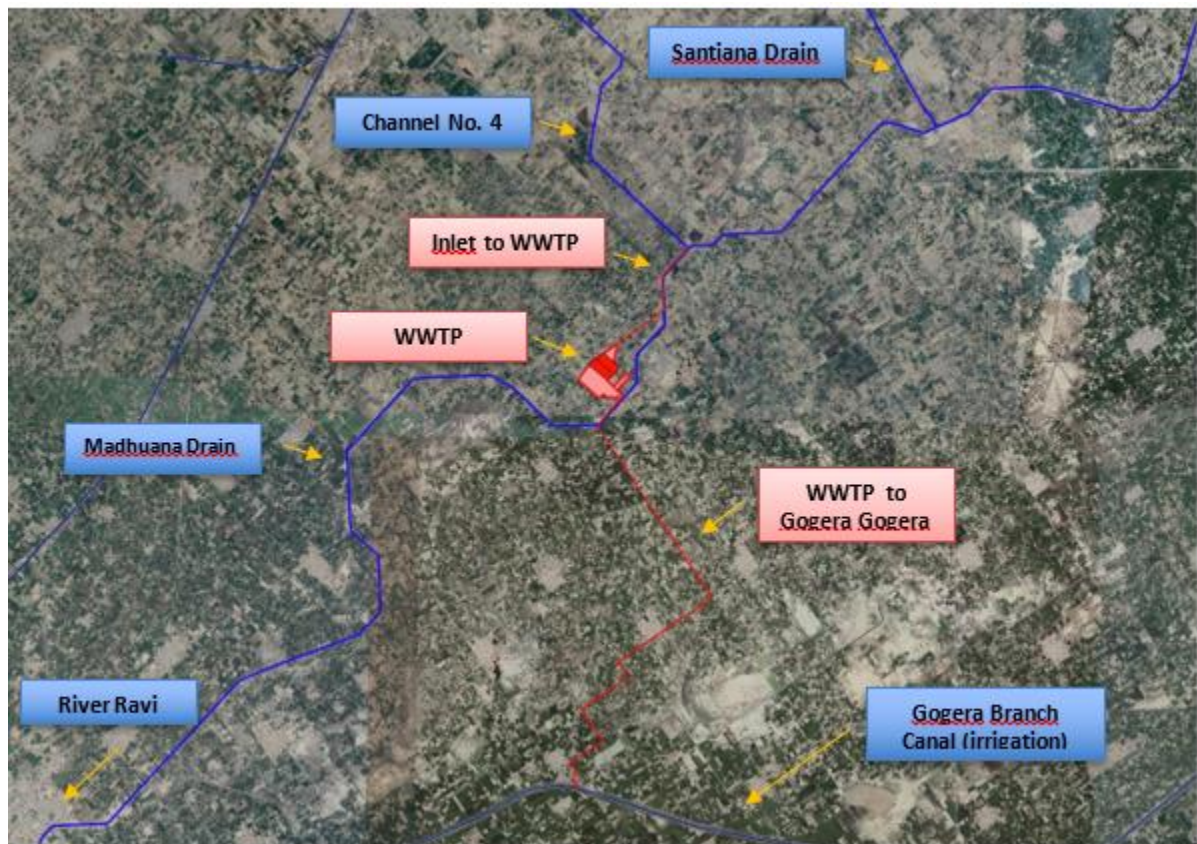 Santiana Drain
Channel No. 4
Inlet to WWTP
WWTP
Madhuana Drain
WWTP to
Gogera Gogera
River Ravi
Gogera Branch
Canal (irrigation)